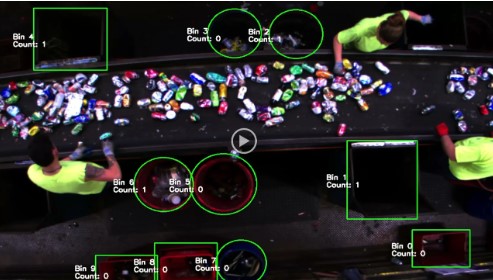 Bin 4
Count: 1
Bin 3
Count: 0
Bin 2
Count: 0
Bin 6
Count: 1
Bin 5
Count: 0
Bin 1
Count: 1
Bin 0
Count: 0
Bin 9
Count: 0
Bin 8
Count: 0
Bin 7
Count: 0